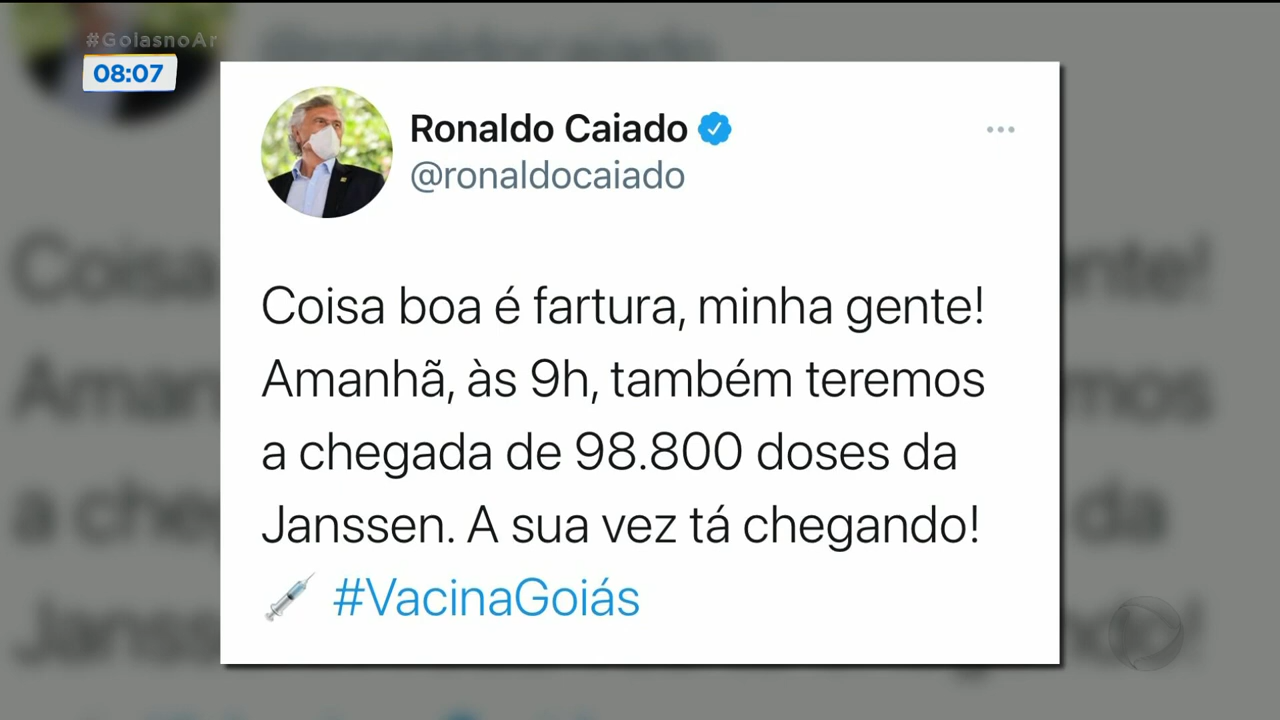 #GoiasnoAr
08:07
Ronaldo Caiado
@ronaldocaiado
Coisa boa é fartura, minha gente!
Amanhã, às 9h, também teremos
a chegada de 98.800 doses da
Janssen. A sua vez tá chegando!
#VacinaGoiás